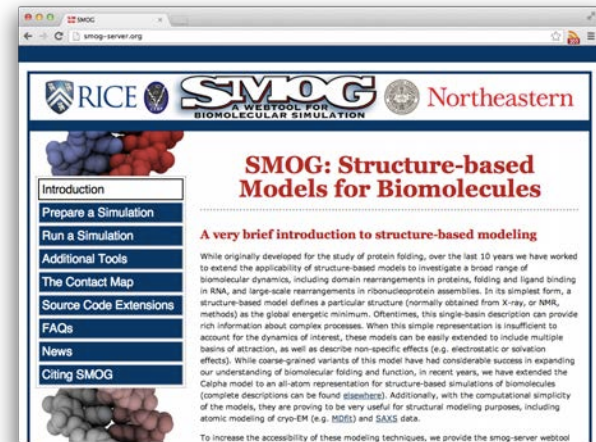 SMOG
smog-server.org
RICE
SMOG
A WEBTOOL FOR
BIOMOLECULAR SIMULATION
Northeastern
Introduction
Prepare a Simulation
Run a Simulation
Additional Tools
The Contact Map
Source Code Extensions
FAQs
News
Citing SMOG
SMOG: Structure-based
Models for Biomolecules
A very brief introduction to structure-based modeling
While originally developed for the study of protein folding, over the last 10 years we have worked
to extend the applicability of structure-based models to investigate a broad range of
biomolecular dynamics, including domain rearrangements in proteins, folding and ligand binding
in RNA, and large-scale rearrangements in ribonucleoprotein assemblies. In its simplest form, a
structure-based model defines a particular structure (normally obtained from X-ray, or NMR,
methods) as the global energetic minimum. Oftentimes, this single-basin description can provide
rich information about complex processes. When this simple representation is insufficient to
account for the dynamics of interest, these models can be easily extended to include multiple
basins of attraction, as well as describe non-specific effects (e.g. electrostatic or solvation
effects). While coarse-grained variants of this model have had considerable success in expanding
our understanding of biomolecular folding and function, in recent years, we have extended the
Calpha model to an all-atom representation for structure-based simulations of biomolecules
(complete descriptions can be found elsewhere). Additionally, with the computational simplicity
of the models, they are proving to be very useful for structural modeling purposes, including
atomic modeling of cryo-EM (e.g. MDfit) and SAXS data.
To increase the accessibility of these modeling techniques, we provide the smog-server webtool